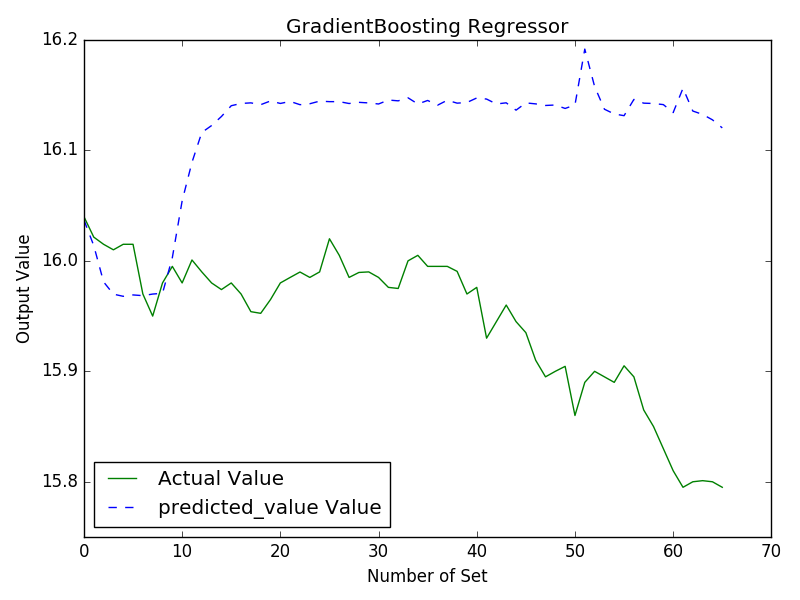 GradientBoosting Regressor
16.2
16.1
16.0
15.9
15.8
Output Value
Actual Value
predicted_value Value
0 10 20 30 40 50 60 70
Number of Set